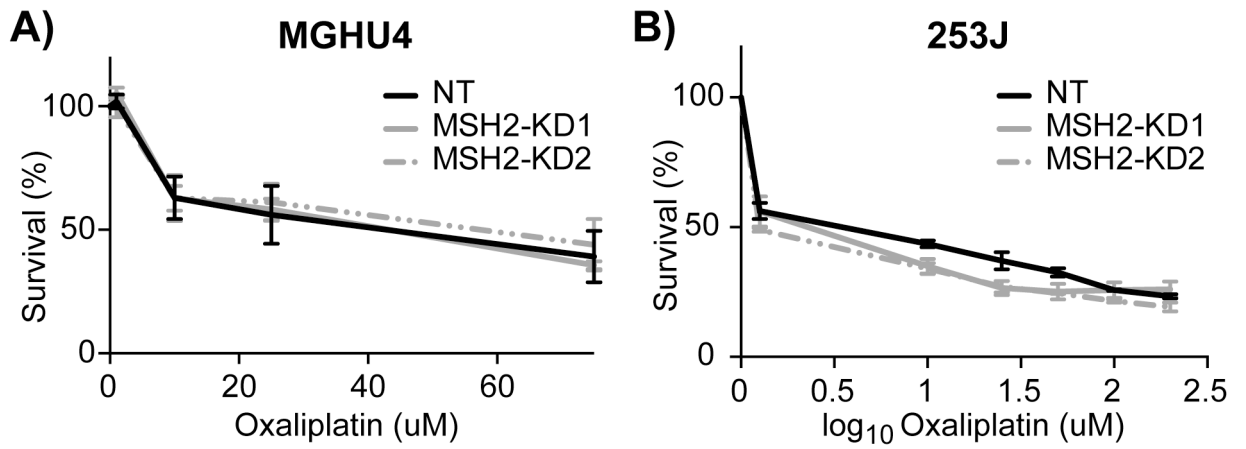 A)
MGHU4
NT
MSH2-KD1
MSH2-KD2
100
50
0
Survival (%)
0
20
40
60
Oxaliplatin (uM)
B)
253J
NT
MSH2-KD1
MSH2-KD2
100
50
0
Survival (%)
0
0.5
1
1.5
2
2.5
log10 Oxaliplatin (uM)